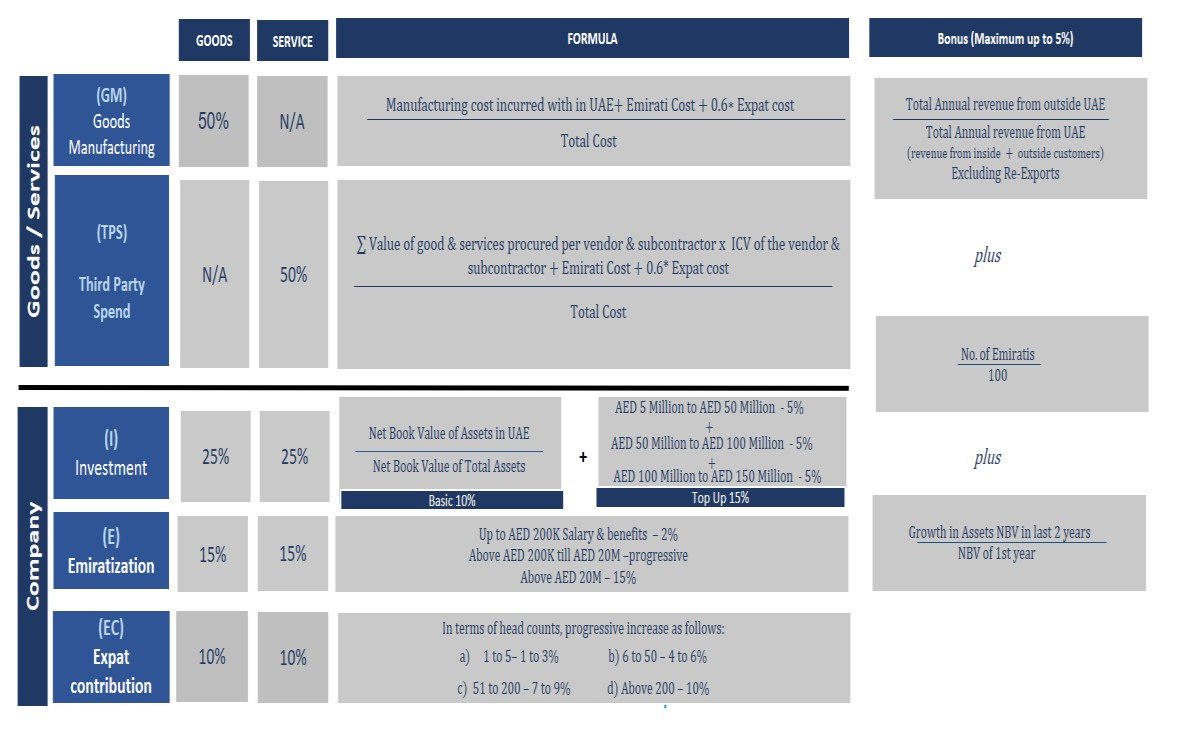 GOODS
SERVICE
FORMULA
Bonus (Maximum up to 5%)
Goods / Services
(GM)
Goods
Manufacturing
50%
N/A
Manufacturing cost incurred with in UAE+ Emirati Cost + 0.6* Expat cost
Total Cost
(TPS)
Third Party
Spend
N/A
50%
∑ Value of good & services procured per vendor & subcontractor x ICV of the vendor &
subcontractor + Emirati Cost + 0.6* Expat cost
Total Cost
Company
(I)
Investment
25%
25%
Net Book Value of Assets in UAE
Net Book Value of Total Assets
Basic 10%
+
AED 5 Million to AED 50 Million - 5%
+
AED 50 Million to AED 100 Million - 5%
+
AED 100 Million to AED 150 Million - 5%
Top Up 15%
(E)
Emiratization
15%
15%
Up to AED 200K Salary & benefits – 2%
Above AED 200K till AED 20M –progressive
Above AED 20M – 15%
(EC)
Expat
contribution
10%
10%
In terms of head counts, progressive increase as follows:
a) 1 to 5– 1 to 3% b) 6 to 50 – 4 to 6%
c) 51 to 200 – 7 to 9% d) Above 200 – 10%
Total Annual revenue from outside UAE
Total Annual revenue from UAE
(revenue from inside + outside customers)
Excluding Re-Exports
plus
No. of Emiratis
100
plus
Growth in Assets NBV in last 2 years
NBV of 1st year